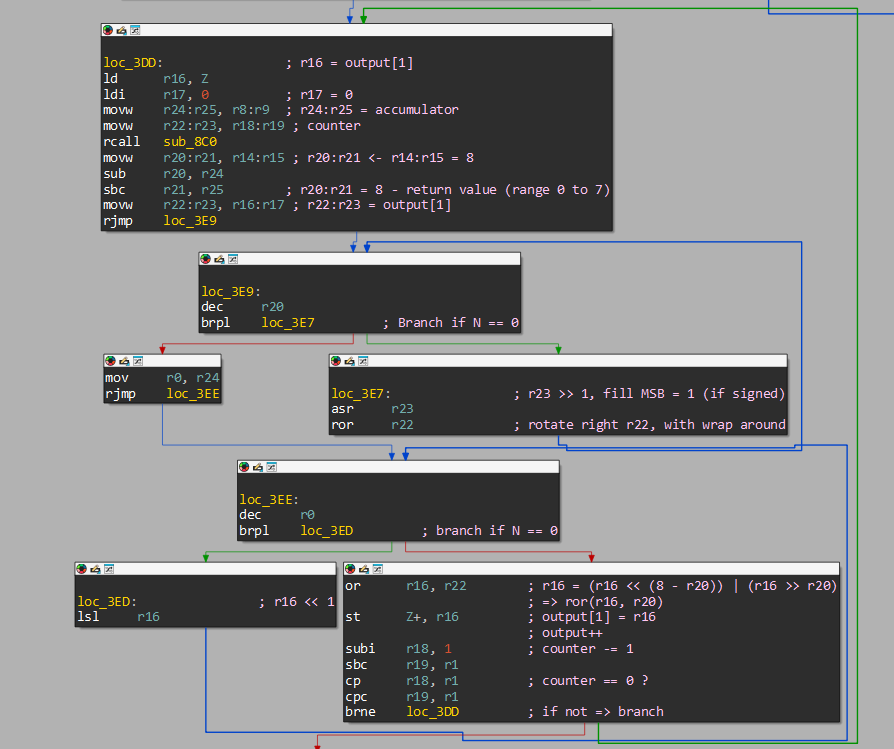 loc_3DD: ; r16 = output[1]
ld r16, Z
ldi r17, 0 ; r17 = 0
movw r24:r25, r8:r9 ; r24:r25 = accumulator
movw r22:r23, r18:r19 ; counter
rcall sub_8C0
movw r20:r21, r14:r15 ; r20:r21 <- r14:r15 = 8
sub r20, r24
sbc r21, r25 ; r20:r21 = 8 - return value (range 0 to 7)
movw r22:r23, r16:r17 ; r22:r23 = output[1]
rjmp loc_3E9
loc_3E9:
dec r20
brpl loc_3E7 ; Branch if N == 0
mov r0, r24
rjmp loc_3EE
loc_3E7: ; r23 >> 1, fill MSB = 1 (if signed)
asr r23
ror r22 ; rotate right r22, with wrap around
loc_3EE:
dec r0
brpl loc_3ED ; branch if N == 0
loc_3ED: ; r16 << 1
lsl r16
or r16, r22 ; r16 = (r16 << (8 - r20)) | (r16 >> r20)
; => ror(r16, r20)
st Z+, r16 ; output[1] = r16
; output++
subi r18, 1 ; counter -= 1
sbc r19, r1
cp r18, r1 ; counter == 0 ?
cpc r19, r1
brne loc_3DD ; if not => branch